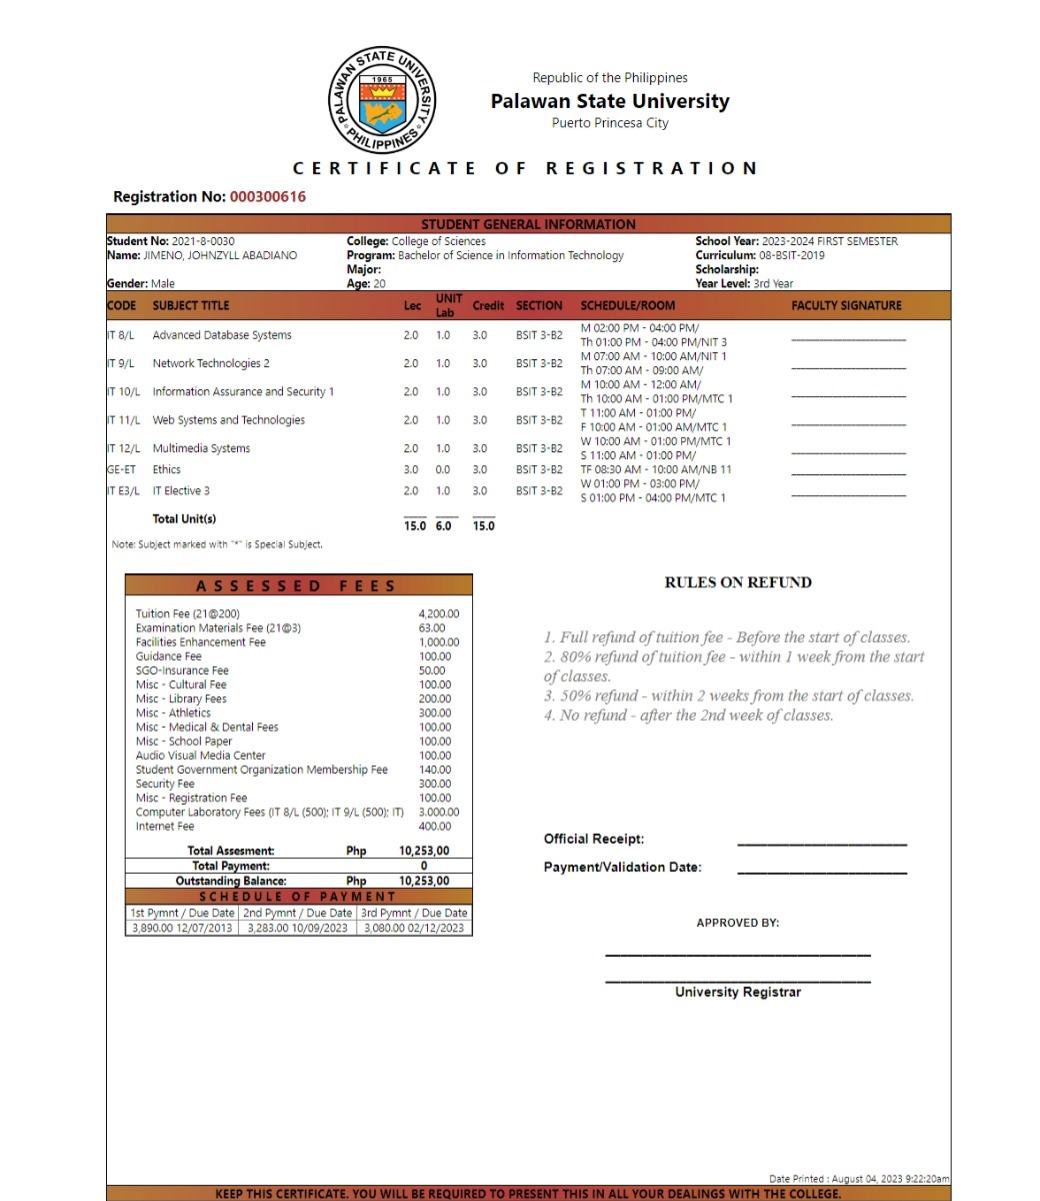 PALAWAN STATE UNIVERSITY
1965
PHILIPPINES
Republic of the Philippines
Palawan State University
Puerto Princesa City
CERTIFICATE OF REGISTRATION
Registration No: 000300616
STUDENT GENERAL INFORMATION
Student No: 2021-8-0030 College: College of Sciences School Year: 2023-2024 FIRST SEMESTER
Name: JIMENO, JOHNZYLL ABADIANO Program: Bachelor of Science in Information Technology Curriculum: 08-BSIT-2019
Major: Scholarship:
Gender: Male Age: 20 Year Level: 3rd Year
CODE SUBJECT TITLE Lec UNIT Lab Credit SECTION SCHEDULE/ROOM FACULTY SIGNATURE
IT 8/L Advanced Database Systems 2.0 1.0 3.0 BSIT 3-B2 M 02:00 PM - 04:00 PM/
Th 01:00 PM - 04:00 PM/NIT 3
IT 9/L Network Technologies 2 2.0 1.0 3.0 BSIT 3-B2 M 07:00 AM - 10:00 AM/NIT 1
Th 07:00 AM - 09:00 AM/
IT 10/L Information Assurance and Security 1 2.0 1.0 3.0 BSIT 3-B2 M 10:00 AM - 12:00 AM/
Th 10:00 AM - 01:00 PM/MTC 1
IT 11/L Web Systems and Technologies 2.0 1.0 3.0 BSIT 3-B2 T 11:00 AM - 01:00 PM/
F 10:00 AM - 01:00 AM/MTC 1
IT 12/L Multimedia Systems 2.0 1.0 3.0 BSIT 3-B2 W 10:00 AM - 01:00 PM/MTC 1
S 11:00 AM - 01:00 PM/
GE-ET Ethics 3.0 0.0 3.0 BSIT 3-B2 TF 08:30 AM - 10:00 AM/NB 11
IT E3/L IT Elective 3 2.0 1.0 3.0 BSIT 3-B2 W 01:00 PM - 03:00 PM/
S 01:00 PM - 04:00 PM/MTC 1
Total Unit(s) 15.0 6.0 15.0
Note: Subject marked with "*" is Special Subject.
ASSESSED FEES
Tuition Fee (21@200) 4,200.00
Examination Materials Fee (21@3) 63.00
Facilities Enhancement Fee 1,000.00
Guidance Fee 100.00
SGO-Insurance Fee 50.00
Misc - Cultural Fee 100.00
Misc - Library Fees 200.00
Misc - Athletics 300.00
Misc - Medical & Dental Fees 100.00
Misc - School Paper 100.00
Audio Visual Media Center 100.00
Student Government Organization Membership Fee 140.00
Security Fee 300.00
Misc - Registration Fee 100.00
Computer Laboratory Fees (IT 8/L (500); IT 9/L (500); IT) 3.000.00
Internet Fee 400.00
Total Assesment: Php 10,253,00
Total Payment: 0
Outstanding Balance: Php 10,253,00
SCHEDULE OF PAYMENT
1st Pymnt / Due Date 2nd Pymnt / Due Date 3rd Pymnt / Due Date
3,890.00 12/07/2013 3,283.00 10/09/2023 3,080.00 02/12/2023
RULES ON REFUND
1. Full refund of tuition fee - Before the start of classes.
2. 80% refund of tuition fee - within 1 week from the start
of classes.
3. 50% refund - within 2 weeks from the start of classes.
4. No refund - after the 2nd week of classes.
Official Receipt:
Payment/Validation Date:
APPROVED BY:
University Registrar
Date Printed : August 04, 2023 9:22:20am
KEEP THIS CERTIFICATE. YOU WILL BE REQUIRED TO PRESENT THIS IN ALL YOUR DEALINGS WITH THE COLLEGE.